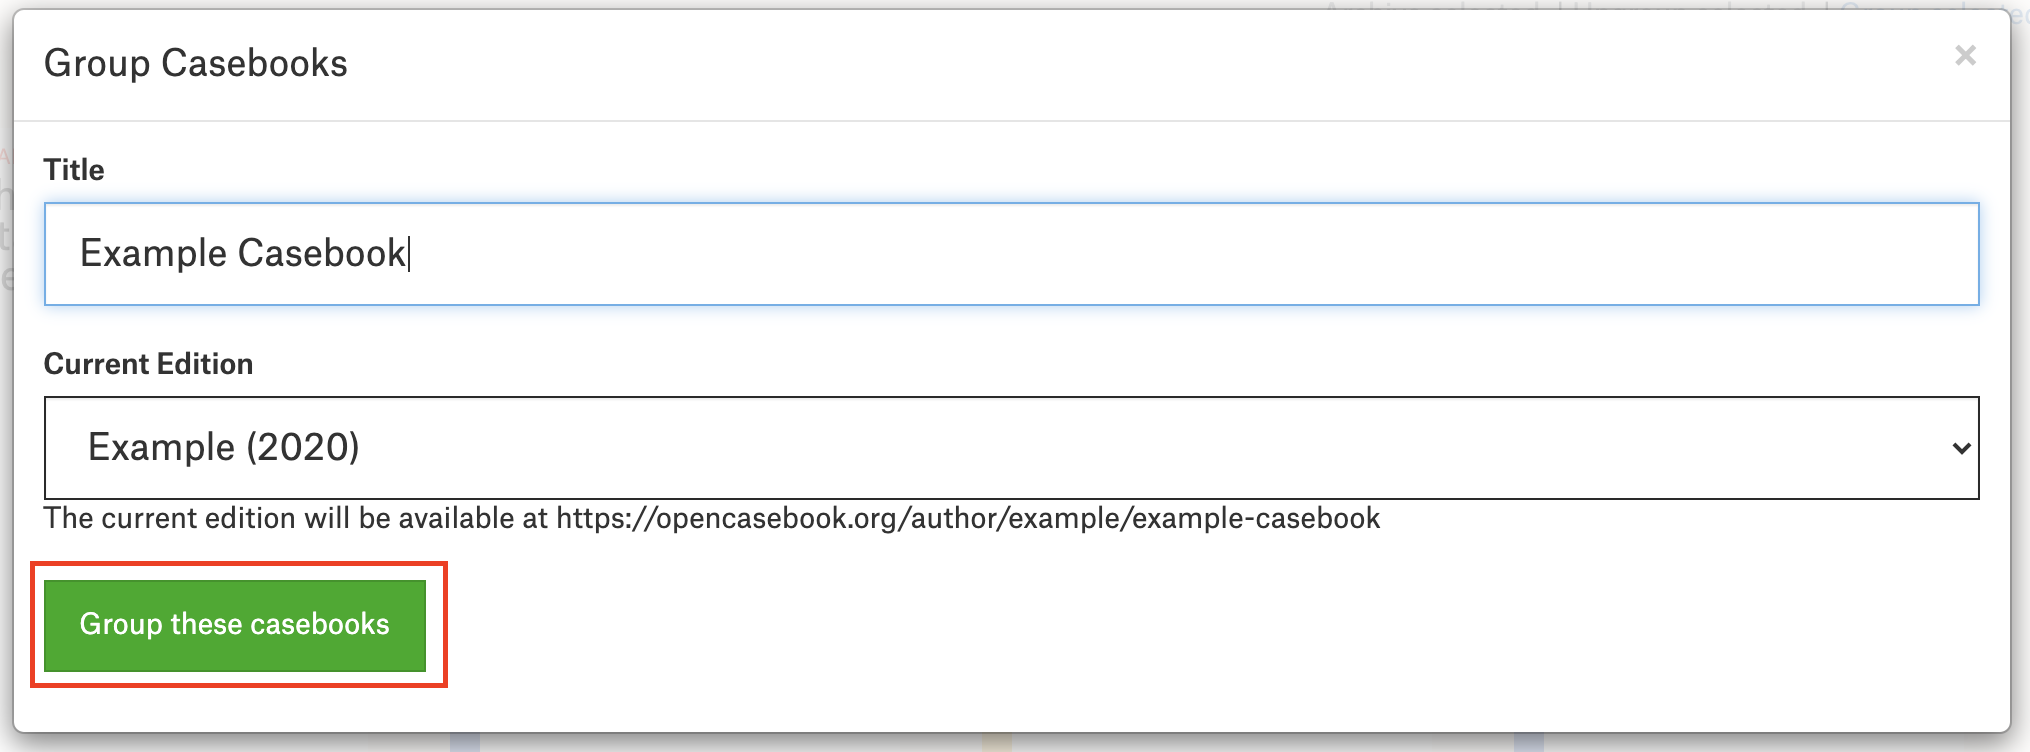 Group Casebooks
×
Title
Example Casebook
Current Edition
Example (2020)
The current edition will be available at https://opencasebook.org/author/example/example-casebook
Group these casebooks